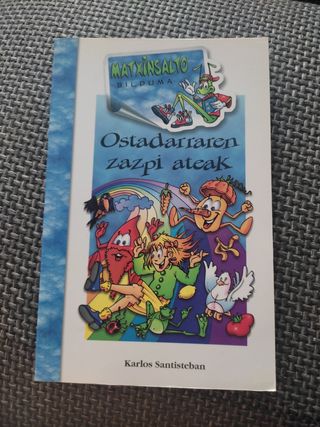 MATXINSALTO
BILDUMA
Ostadarraren
zazpi ateak
Karlos Santisteban